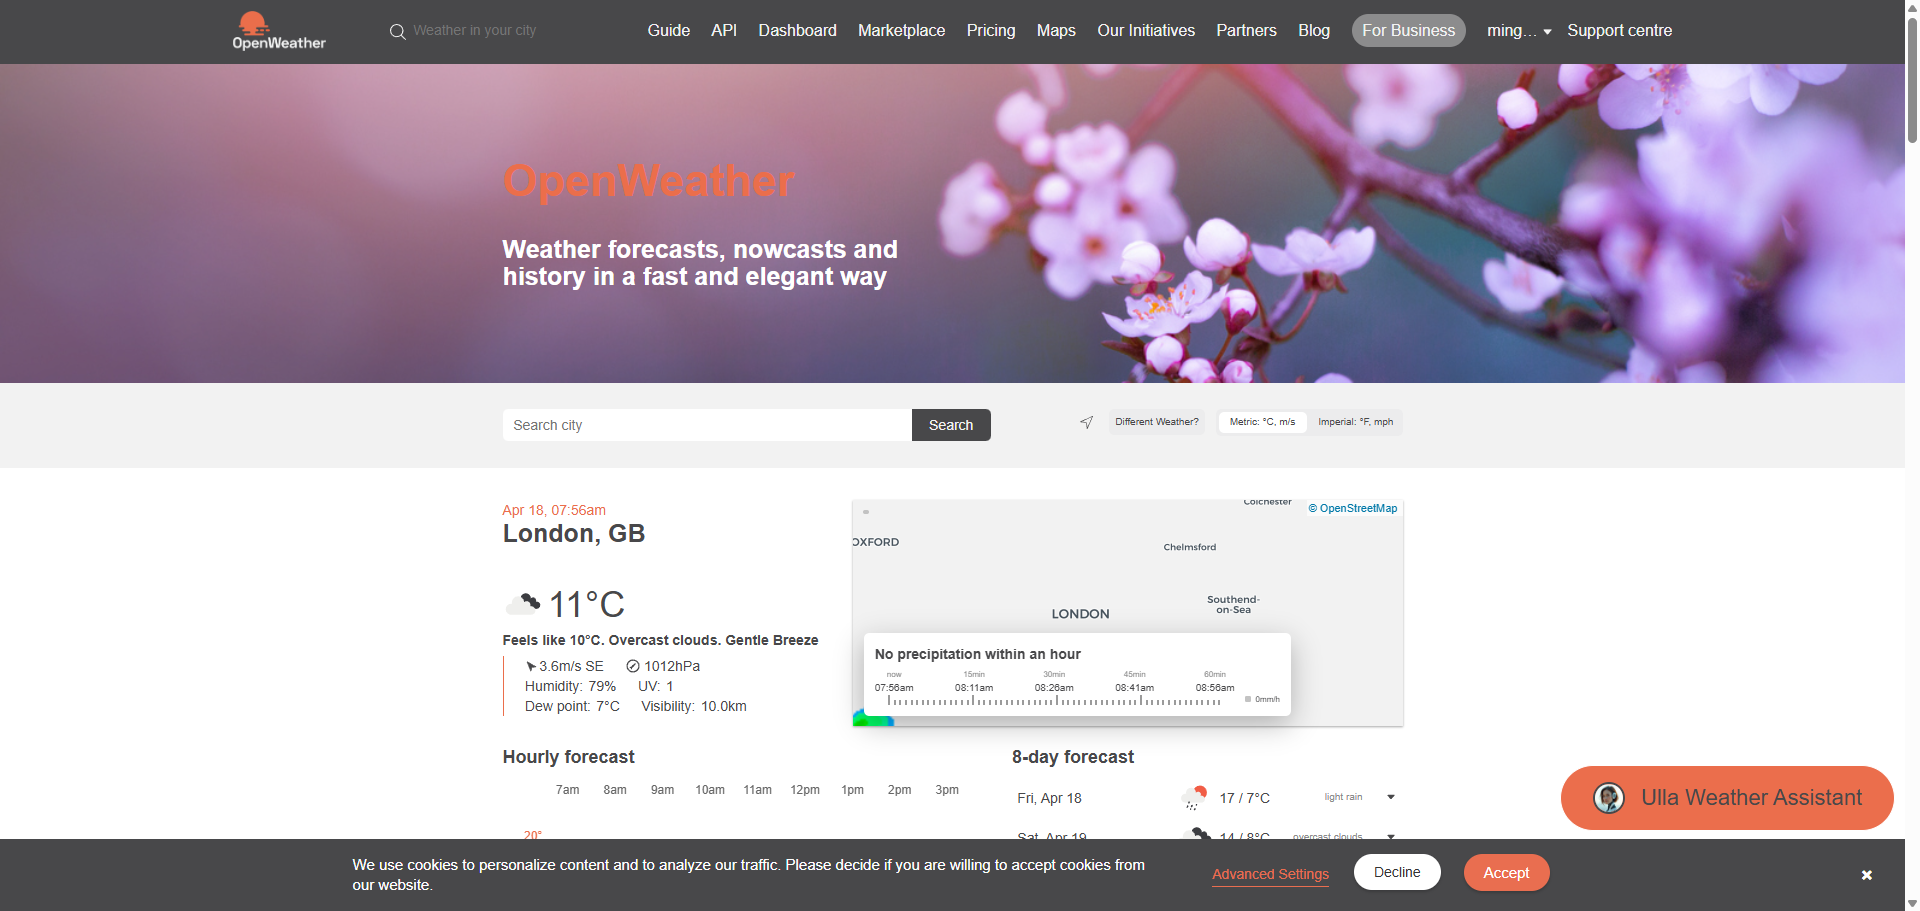 OpenWeather
Weather in your city
Guide
API
Dashboard
Marketplace
Pricing
Maps
Our Initiatives
Partners
Blog
For Business
ming...
Support centre
OpenWeather
Weather forecasts, nowcasts and
history in a fast and elegant way
Search city
Search
Different Weather?
Metric: °C, m/s
Imperial: °F, mph
Apr 18, 07:56am
London, GB
11°C
Feels like 10°C. Overcast clouds. Gentle Breeze
3.6m/s SE
1012hPa
Humidity: 79%
UV: 1
Dew point: 7°C
Visibility: 10.0km
Colchester
© OpenStreetMap
OXFORD
Chelmsford
Southend-
on-Sea
LONDON
No precipitation within an hour
now 15min 30min 45min 60min
07:56am 08:11am 08:26am 08:41am 08:56am
0mm/h
Hourly forecast
7am 8am 9am 10am 11am 12pm 1pm 2pm 3pm
20°
8-day forecast
Fri, Apr 18
17 / 7°C
light rain
Sat, Apr 19
14 / 8°C
overcast clouds
Ulla Weather Assistant
We use cookies to personalize content and to analyze our traffic. Please decide if you are willing to accept cookies from
our website.
Advanced Settings
Decline
Accept